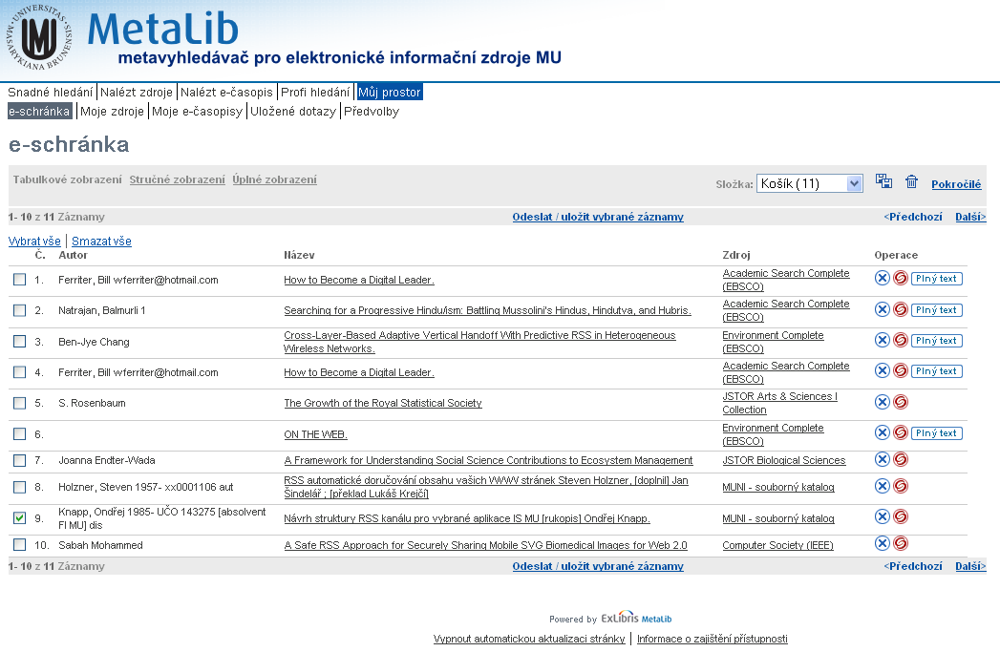 UNIVERSITAS MASARYKIANA BRUNENSIS
MU
MetaLib
metavyhledávač pro elektronické informační zdroje MU
Snadné hledání | Nalézt zdroje | Nalézt e-časopis | Profi hledání | Můj prostor
e-schránka | Moje zdroje | Moje e-časopisy | Uložené dotazy | Předvolby
e-schránka
Tabulkové zobrazení Stručné zobrazení Úplné zobrazení Složka: Košík (11) Pokročilé
1- 10 z 11 Záznamy Odeslat / uložit vybrané záznamy <Předchozí Další>
Vybrat vše | Smazat vše
Č. Autor Název Zdroj Operace
1. Ferriter, Bill wferriter@hotmail.com How to Become a Digital Leader. Academic Search Complete (EBSCO) Plný text
2. Natrajan, Balmurli 1 Searching for a Progressive Hindu/ism: Battling Mussolini's Hindus, Hindutva, and Hubris. Academic Search Complete (EBSCO) Plný text
3. Ben-Jye Chang Cross-Layer-Based Adaptive Vertical Handoff With Predictive RSS in Heterogeneous Wireless Networks. Environment Complete (EBSCO) Plný text
4. Ferriter, Bill wferriter@hotmail.com How to Become a Digital Leader. Academic Search Complete (EBSCO) Plný text
5. S. Rosenbaum The Growth of the Royal Statistical Society JSTOR Arts & Sciences I Collection
6. ON THE WEB. Environment Complete (EBSCO) Plný text
7. Joanna Endter-Wada A Framework for Understanding Social Science Contributions to Ecosystem Management JSTOR Biological Sciences
8. Holzner, Steven 1957- xx0001106 aut RSS automatické doručování obsahu vašich WWW stránek Steven Holzner, [doplnil] Jan Šindelář ; [překlad Lukáš Krejčí] MUNI - souborný katalog
9. Knapp, Ondřej 1985- UČO 143275 [absolvent FI MU] dis Návrh struktury RSS kanálu pro vybrané aplikace IS MU [rukopis] Ondřej Knapp. MUNI - souborný katalog
10. Sabah Mohammed A Safe RSS Approach for Securely Sharing Mobile SVG Biomedical Images for Web 2.0 Computer Society (IEEE)
1- 10 z 11 Záznamy Odeslat / uložit vybrané záznamy <Předchozí Další>
Powered by ExLibris MetaLib
Vypnout automatickou aktualizaci stránky | Informace o zajištění přístupnosti